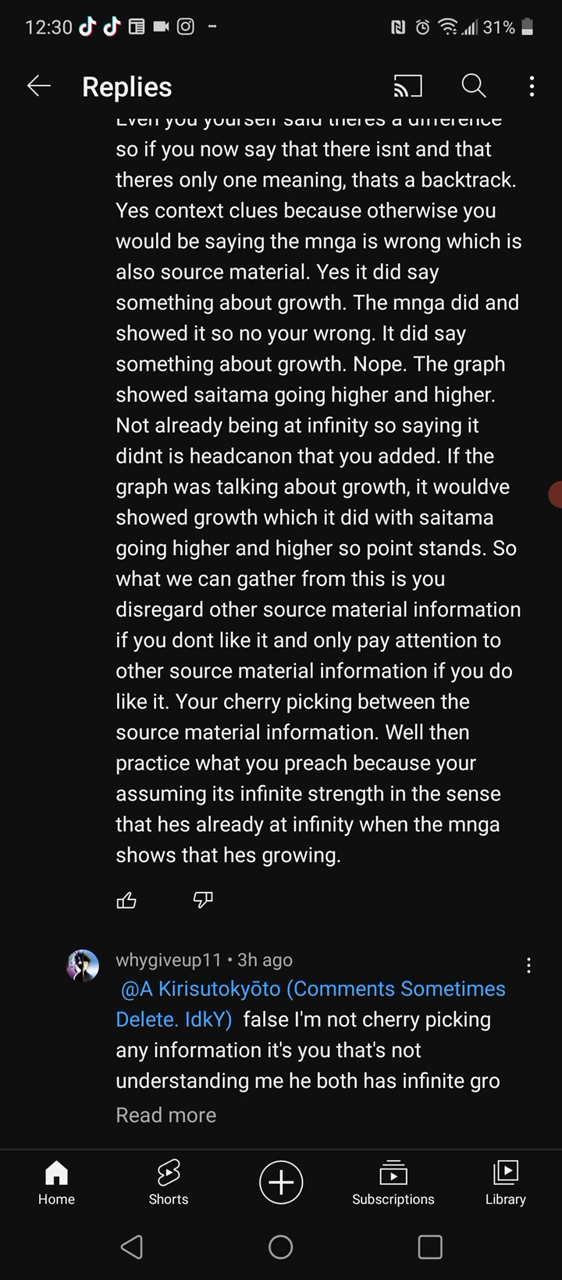 12:30 31%
Replies
Even you yourself said theres a difference
so if you now say that there isnt and that
theres only one meaning, thats a backtrack.
Yes context clues because otherwise you
would be saying the mnga is wrong which is
also source material. Yes it did say
something about growth. The mnga did and
showed it so no your wrong. It did say
something about growth. Nope. The graph
showed saitama going higher and higher.
Not already being at infinity so saying it
didnt is headcanon that you added. If the
graph was talking about growth, it wouldve
showed growth which it did with saitama
going higher and higher so point stands. So
what we can gather from this is you
disregard other source material information
if you dont like it and only pay attention to
other source material information if you do
like it. Your cherry picking between the
source material information. Well then
practice what you preach because your
assuming its infinite strength in the sense
that hes already at infinity when the mnga
shows that hes growing.
whygiveup11 • 3h ago
@A Kirisutokyōto (Comments Sometimes
Delete. IdkY) false I'm not cherry picking
any information it's you that's not
understanding me he both has infinite gro
Read more
Home Shorts Subscriptions Library